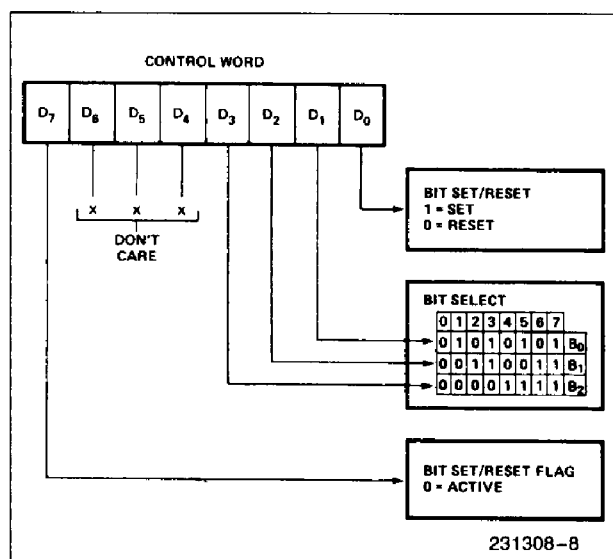 CONTROL WORD
D7 D6 D5 D4 D3 D2 D1 D0
X X X
DON'T
CARE
BIT SET/RESET
1 = SET
0 = RESET
BIT SELECT
0 1 2 3 4 5 6 7
0 1 0 1 0 1 0 1 B0
0 0 1 1 0 0 1 1 B1
0 0 0 0 1 1 1 1 B2
BIT SET/RESET FLAG
0 = ACTIVE
231308-8